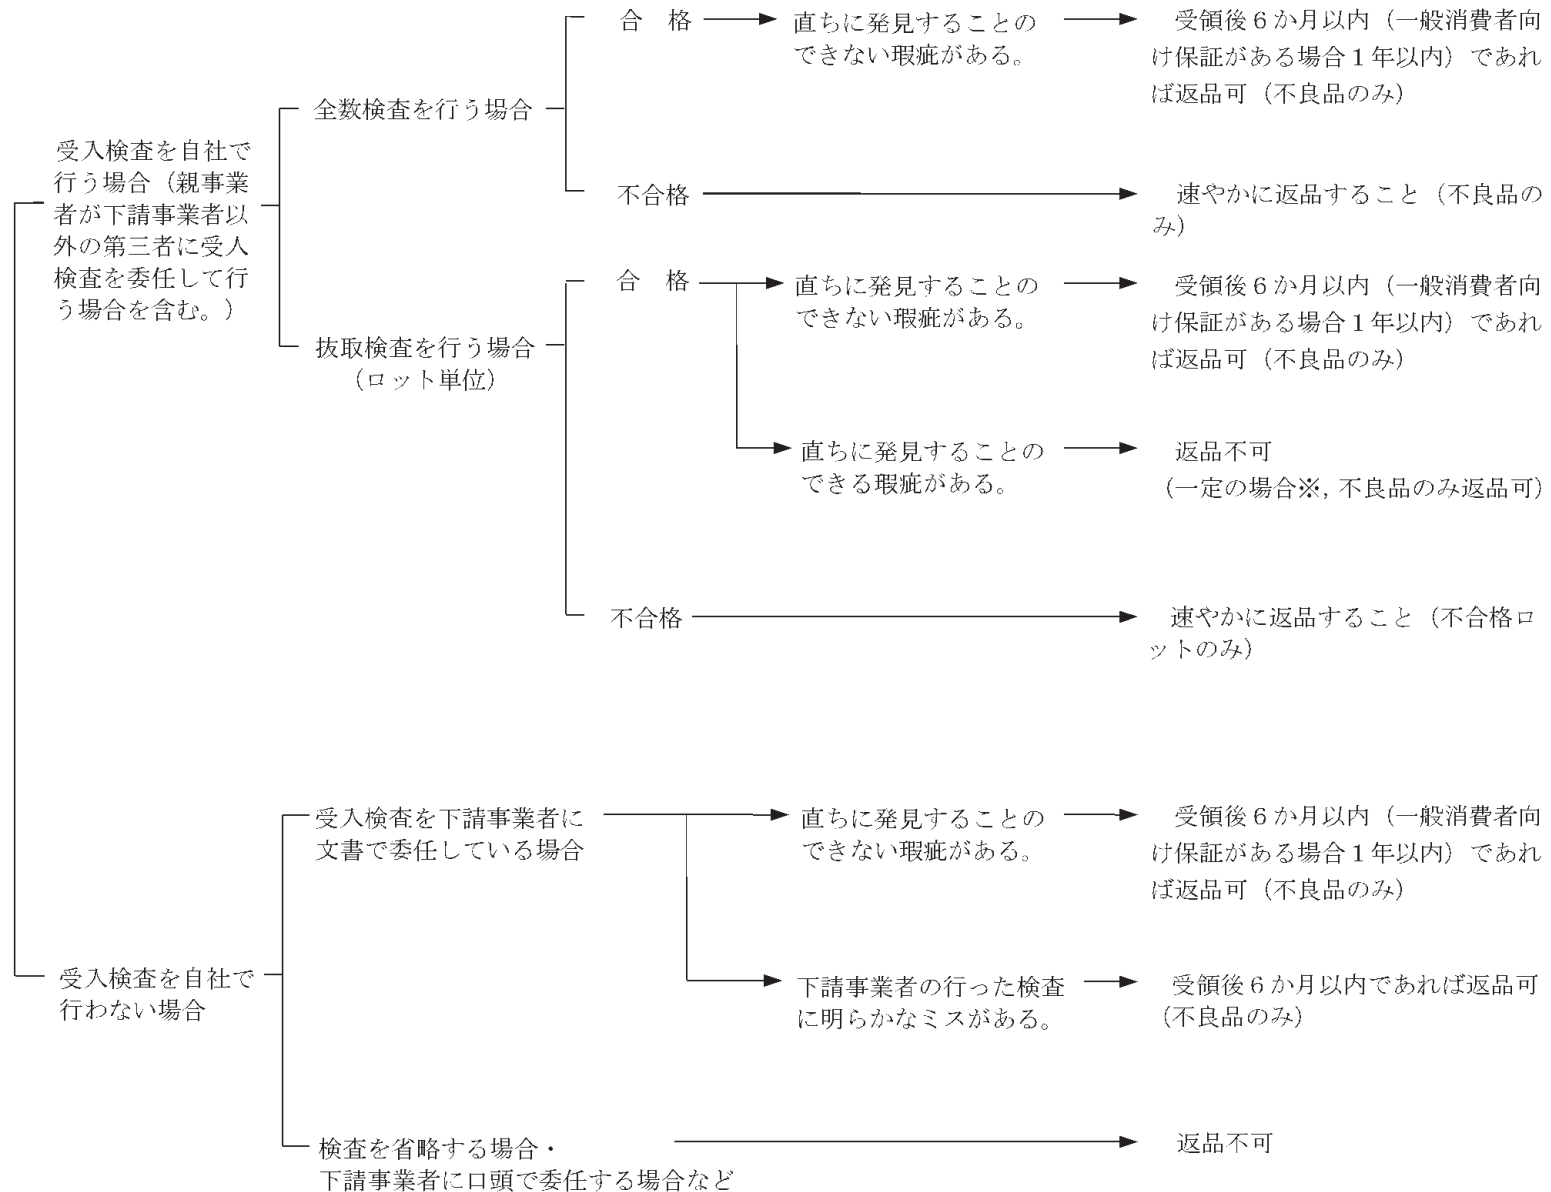 受入検査を自社で
行う場合（親事業
者が下請事業者以
外の第三者に受入
検査を委任して行
う場合を含む。）
全数検査を行う場合
合　格
直ちに発見することの
できない瑕疵がある。
受領後６か月以内（一般消費者向
け保証がある場合１年以内）であれ
ば返品可（不良品のみ）
不合格
速やかに返品すること（不良品の
み）
抜取検査を行う場合
（ロット単位）
合　格
直ちに発見することの
できない瑕疵がある。
受領後６か月以内（一般消費者向
け保証がある場合１年以内）であれ
ば返品可（不良品のみ）
直ちに発見することの
できる瑕疵がある。
返品不可
（一定の場合※, 不良品のみ返品可）
不合格
速やかに返品すること（不合格ロ
ットのみ）
受入検査を自社で
行わない場合
受入検査を下請事業者に
文書で委任している場合
直ちに発見することの
できない瑕疵がある。
受領後６か月以内（一般消費者向
け保証がある場合１年以内）であれ
ば返品可（不良品のみ）
下請事業者の行った検査
に明らかなミスがある。
受領後６か月以内であれば返品可
（不良品のみ）
検査を省略する場合・
下請事業者に口頭で委任する場合など
返品不可